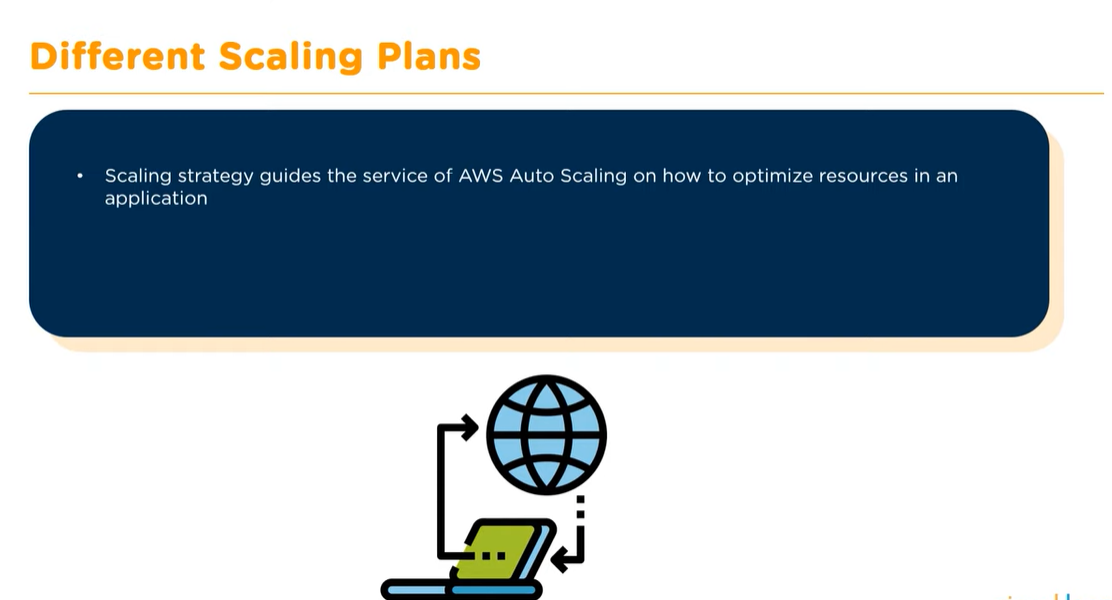 Different Scaling Plans
• Scaling strategy guides the service of AWS Auto Scaling on how to optimize resources in an
application